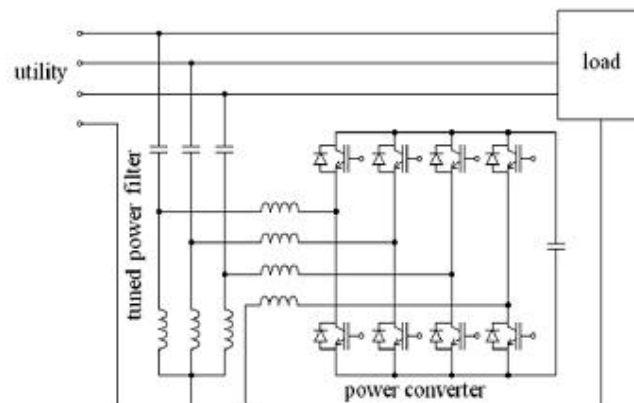 utility
load
tuned power filter
power converter